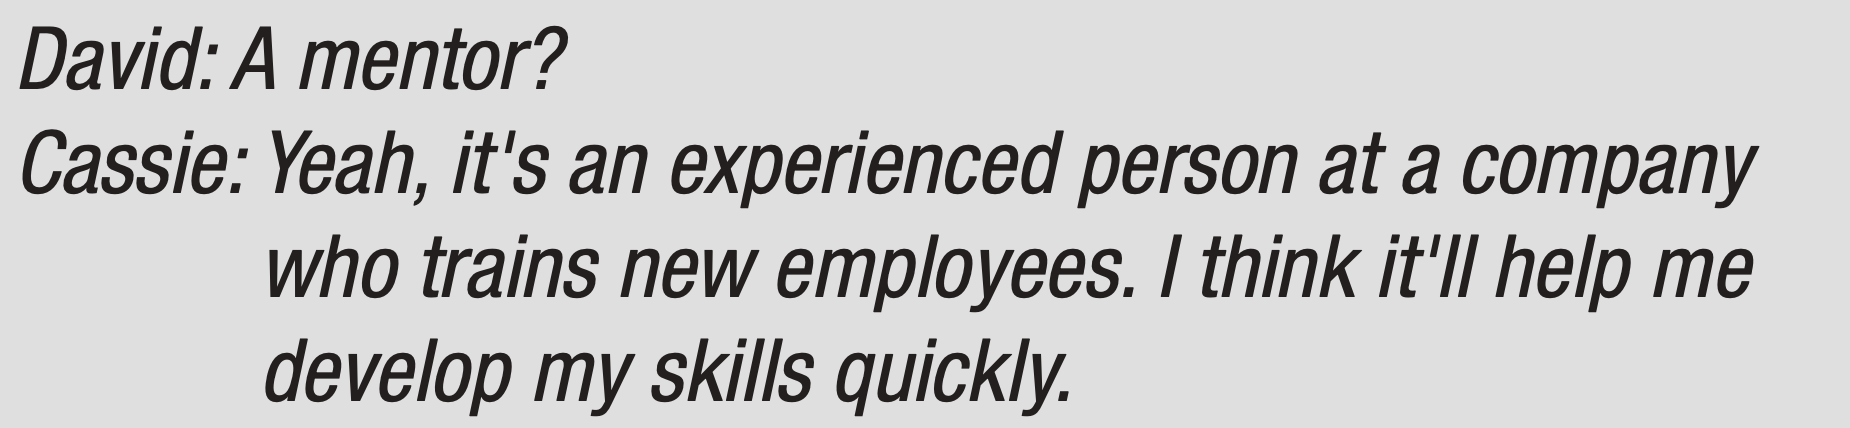 David: A mentor?
Cassie: Yeah, it's an experienced person at a company
who trains new employees. I think it'll help me
develop my skills quickly.